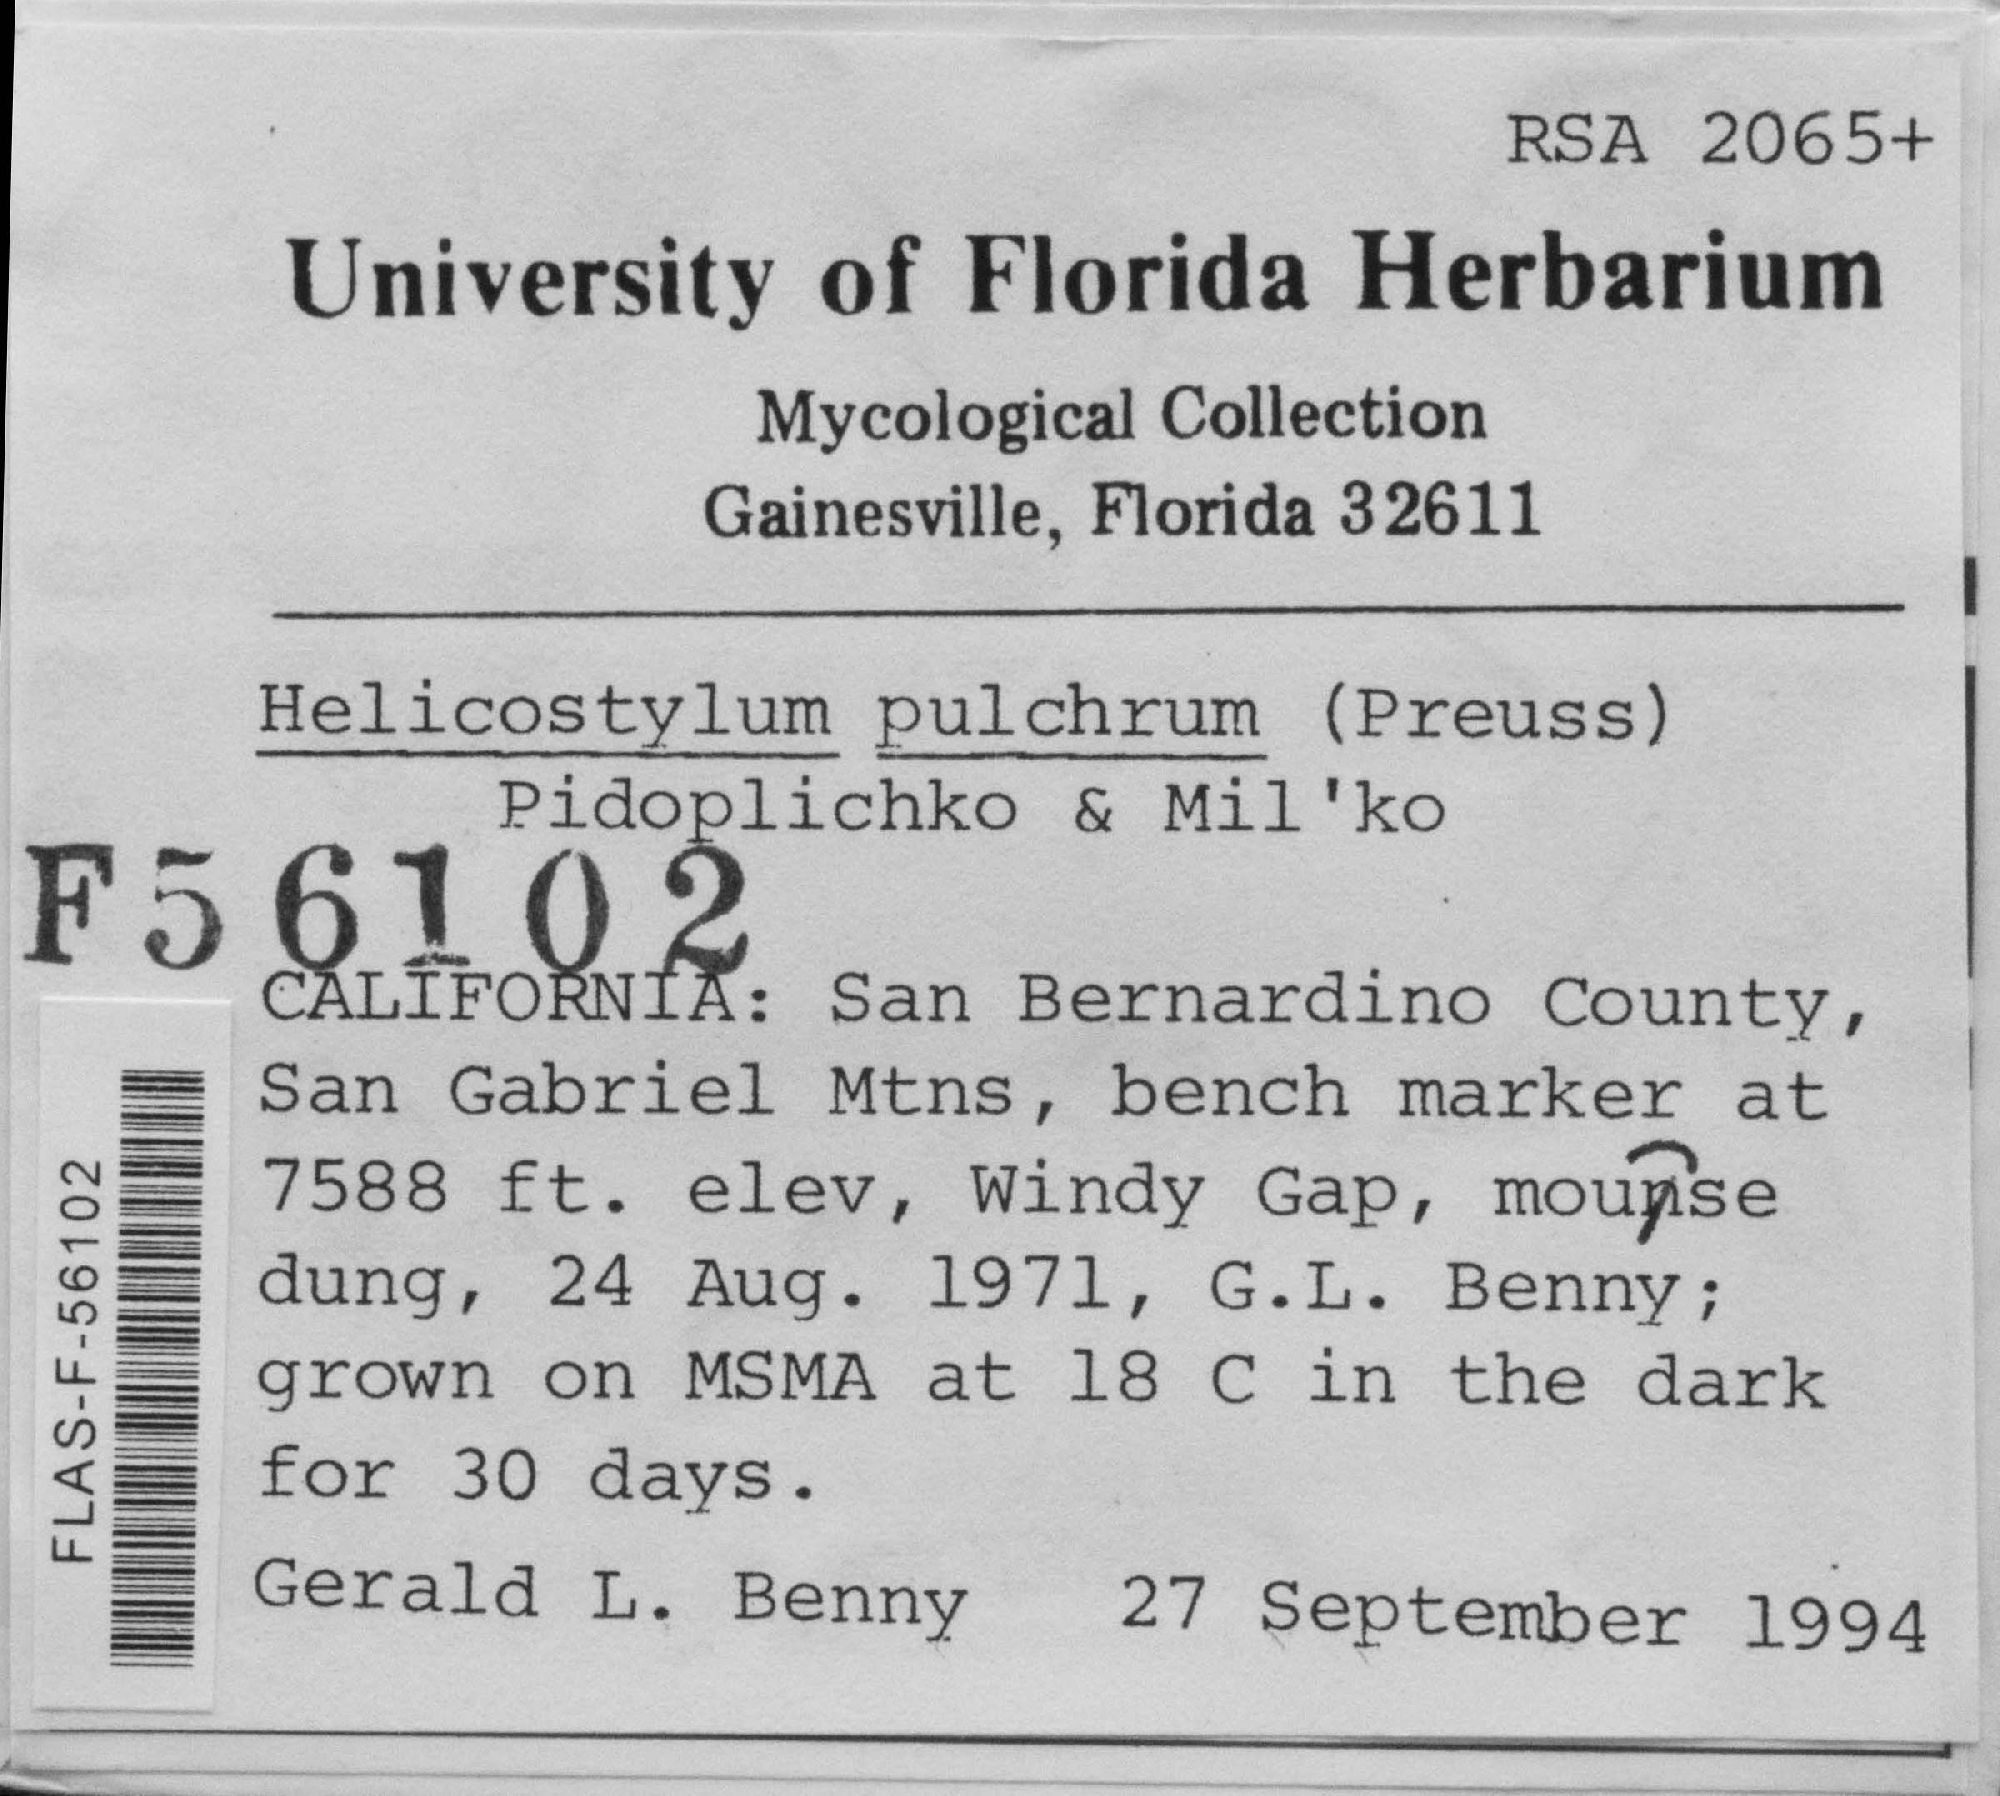 RSA 2065+
University of Florida Herbarium
Mycological Collection
Gainesville, Florida 32611
Helicostylum pulchrum (Preuss)
Pidoplichko & Mil'ko
F56102
CALIFORNIA: San Bernardino County,
San Gabriel Mtns, bench marker at
7588 ft. elev, Windy Gap, mounse
dung, 24 Aug. 1971, G.L. Benny;
grown on MSMA at 18 C in the dark
for 30 days.
Gerald L. Benny 27 September 1994
FLAS-F-56102